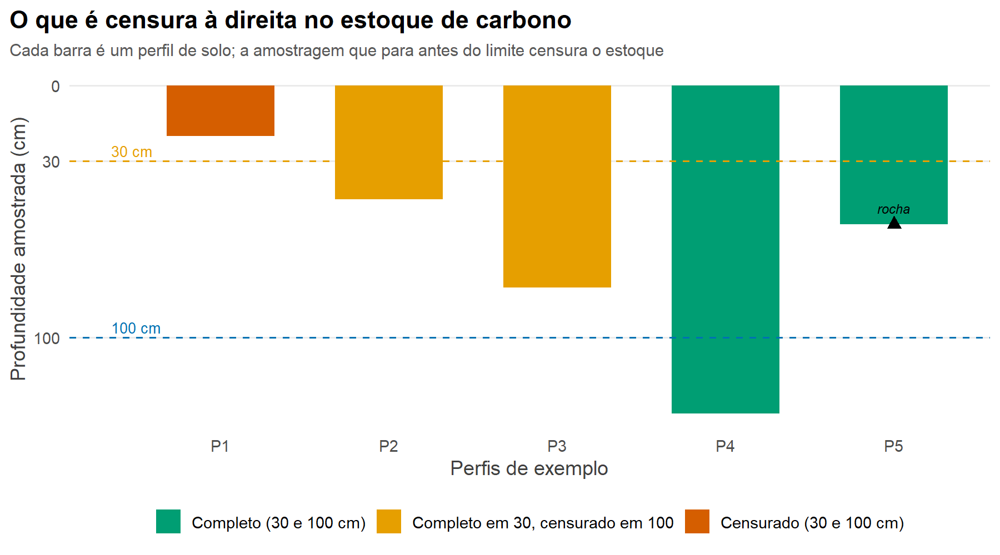 O que é censura à direita no estoque de carbono
Cada barra é um perfil de solo; a amostragem que para antes do limite censura o estoque
Profundidade amostrada (cm)
0
30
100
30 cm
100 cm
rocha
P1
P2
P3
P4
P5
Perfis de exemplo
Completo (30 e 100 cm)
Completo em 30, censurado em 100
Censurado (30 e 100 cm)